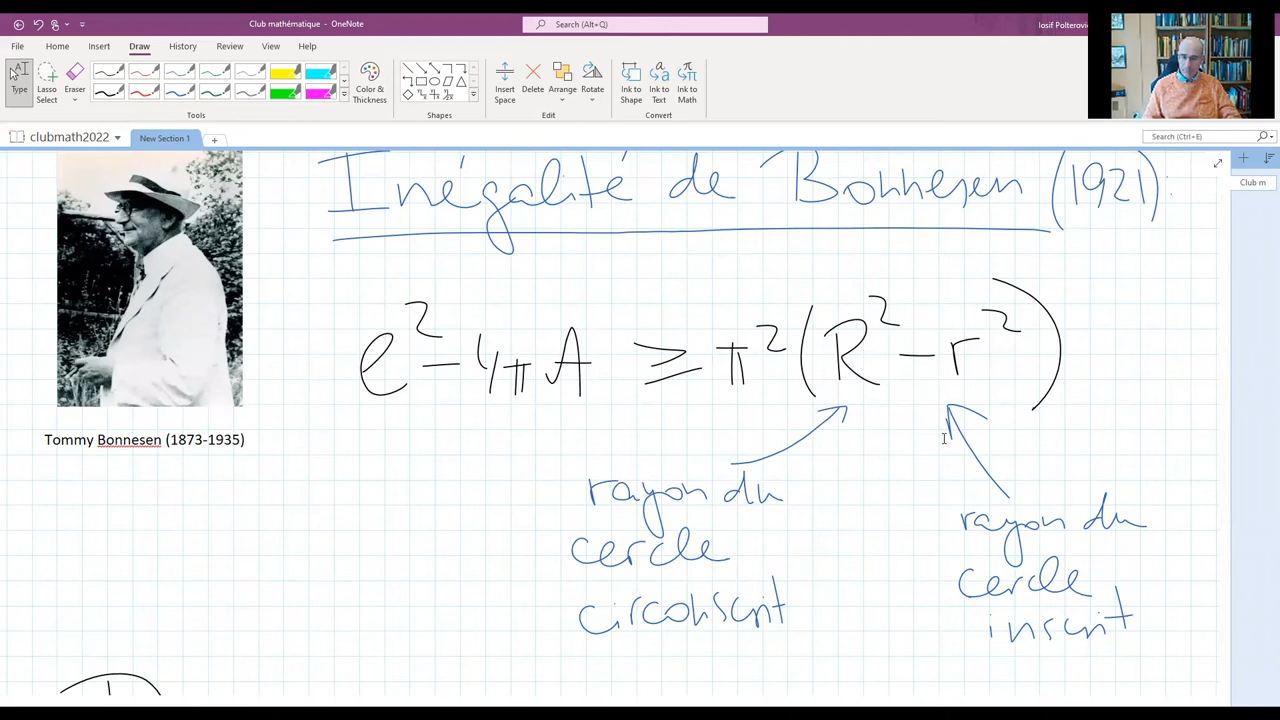 Club mathématique - OneNote
Search (Alt+Q)
Iosif Polterovi
File Home Insert Draw History Review View Help
Type
Lasso Select
Eraser
Color & Thickness
Insert Space
Delete
Arrange
Rotate
Ink to Shape
Ink to Text
Ink to Math
Tools
Shapes
Edit
Convert
clubmath2022
New Section 1
Search (Ctrl+E)
Club m
Inégalité de Bonnesen (1921):
ℓ² - 4πA ≥ π²(R² - r²)
Tommy Bonnesen (1873-1935)
rayon du
cercle
circonscrit
rayon du
cercle
inscrit